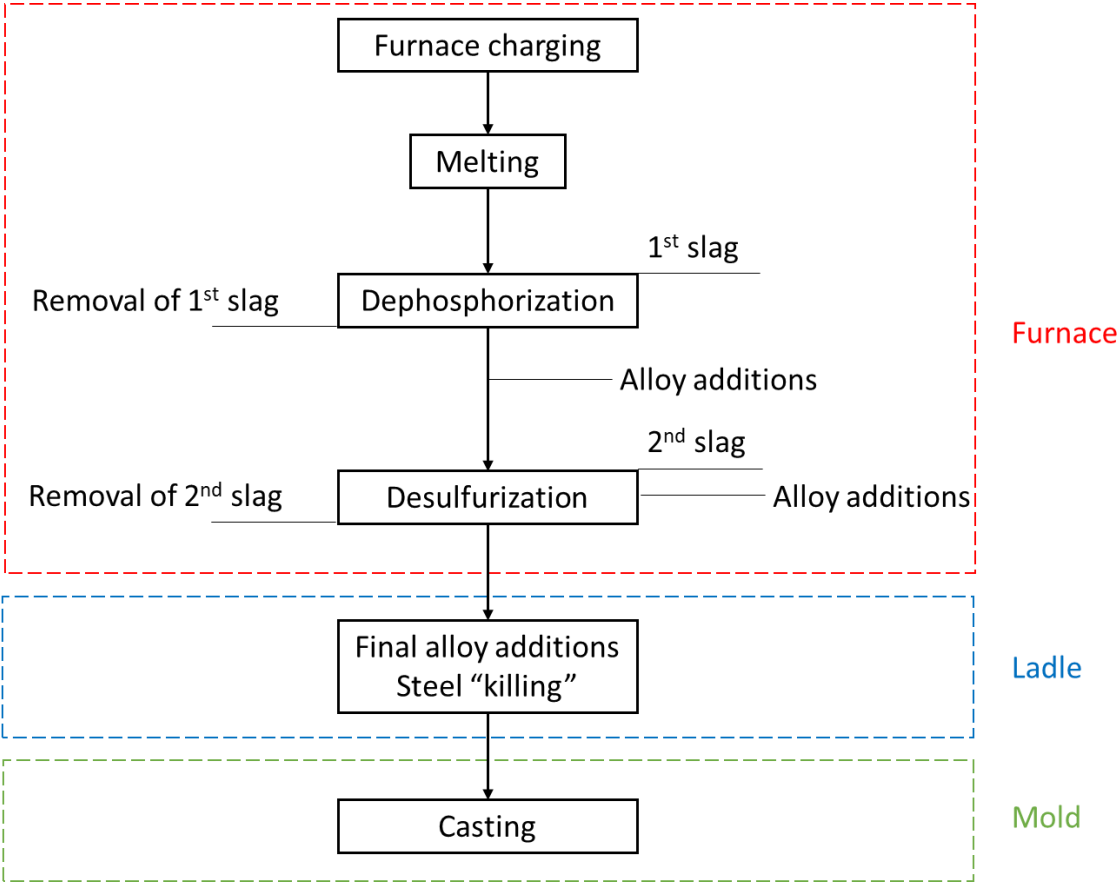 Furnace charging
Melting
1st slag
Removal of 1st slag
Dephosphorization
Furnace
Alloy additions
2nd slag
Removal of 2nd slag
Desulfurization
Alloy additions
Final alloy additions
Steel “killing”
Ladle
Casting
Mold